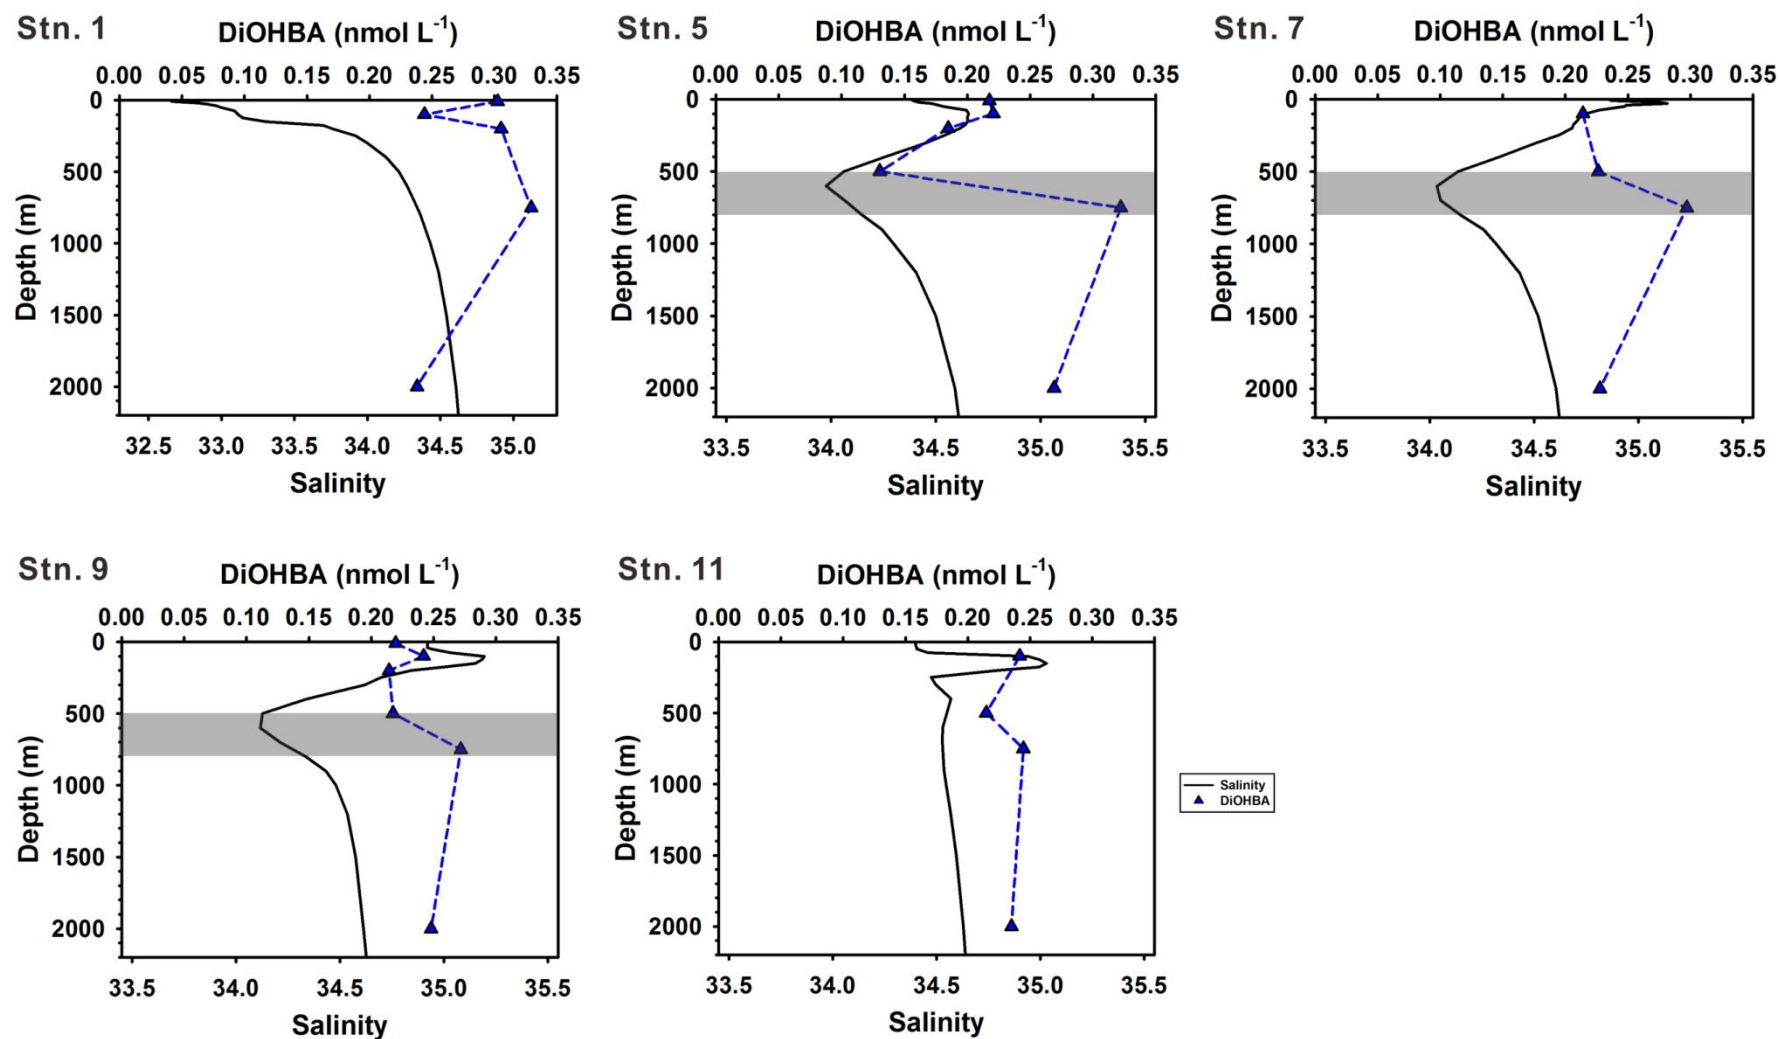 Stn. 1
DiOHBA (nmol L-1)
0.00 0.05 0.10 0.15 0.20 0.25 0.30 0.35
Depth (m)
0
500
1000
1500
2000
32.5 33.0 33.5 34.0 34.5 35.0
Salinity
Stn. 5
DiOHBA (nmol L-1)
0.00 0.05 0.10 0.15 0.20 0.25 0.30 0.35
Depth (m)
0
500
1000
1500
2000
33.5 34.0 34.5 35.0 35.5
Salinity
Stn. 7
DiOHBA (nmol L-1)
0.00 0.05 0.10 0.15 0.20 0.25 0.30 0.35
Depth (m)
0
500
1000
1500
2000
33.5 34.0 34.5 35.0 35.5
Salinity
Stn. 9
DiOHBA (nmol L-1)
0.00 0.05 0.10 0.15 0.20 0.25 0.30 0.35
Depth (m)
0
500
1000
1500
2000
33.5 34.0 34.5 35.0 35.5
Salinity
Stn. 11
DiOHBA (nmol L-1)
0.00 0.05 0.10 0.15 0.20 0.25 0.30 0.35
Depth (m)
0
500
1000
1500
2000
33.5 34.0 34.5 35.0 35.5
Salinity
Salinity
DiOHBA